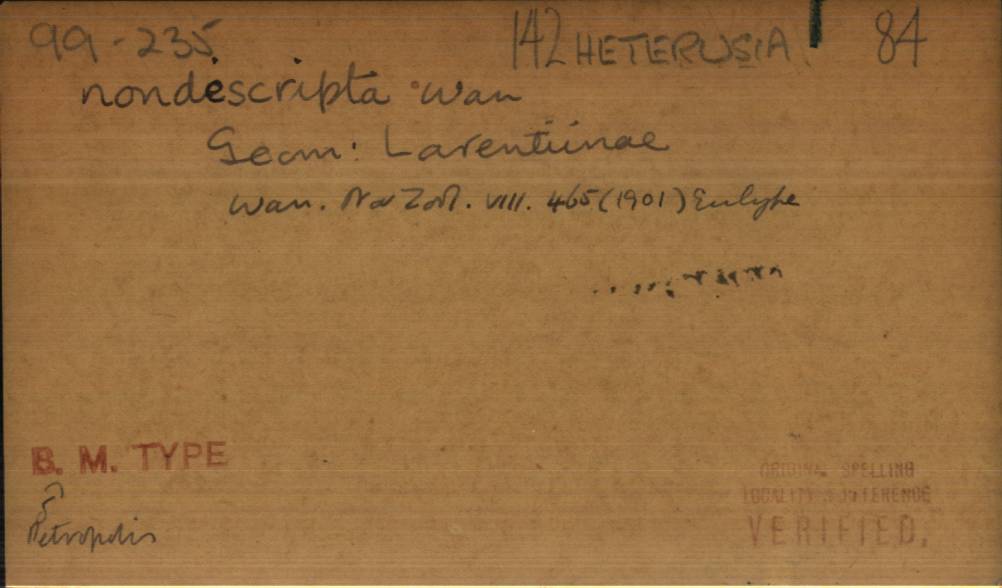 99-235 142 HETERUSIA 84
nondescripta Warr
Geom: Larentiinae
Warr. Nov Zool. VIII. 465 (1901) Eulype
B. M. TYPE
Petropolis
ORIGINAL SPELLING
LOCALITY & REFERENCE
VERIFIED.